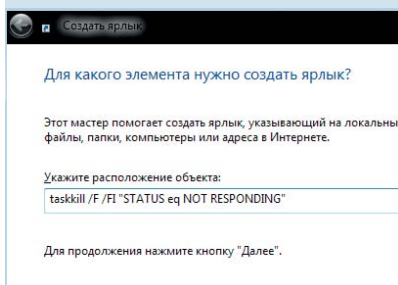 Создать ярлык
Для какого элемента нужно создать ярлык?
Этот мастер помогает создать ярлык, указывающий на локальны
файлы, папки, компьютеры или адреса в Интернете.
Укажите расположение объекта:
taskkill /F /FI "STATUS eq NOT RESPONDING"
Для продолжения нажмите кнопку "Далее".